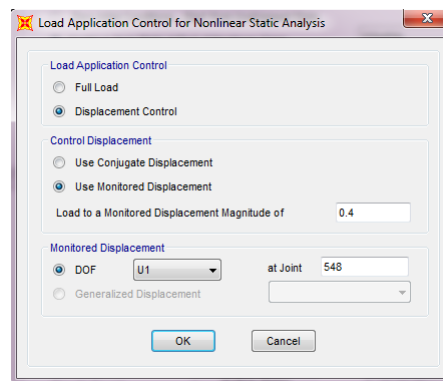 Load Application Control for Nonlinear Static Analysis
Load Application Control
Full Load
Displacement Control
Control Displacement
Use Conjugate Displacement
Use Monitored Displacement
Load to a Monitored Displacement Magnitude of 0.4
Monitored Displacement
DOF U1 at Joint 548
Generalized Displacement
OK Cancel